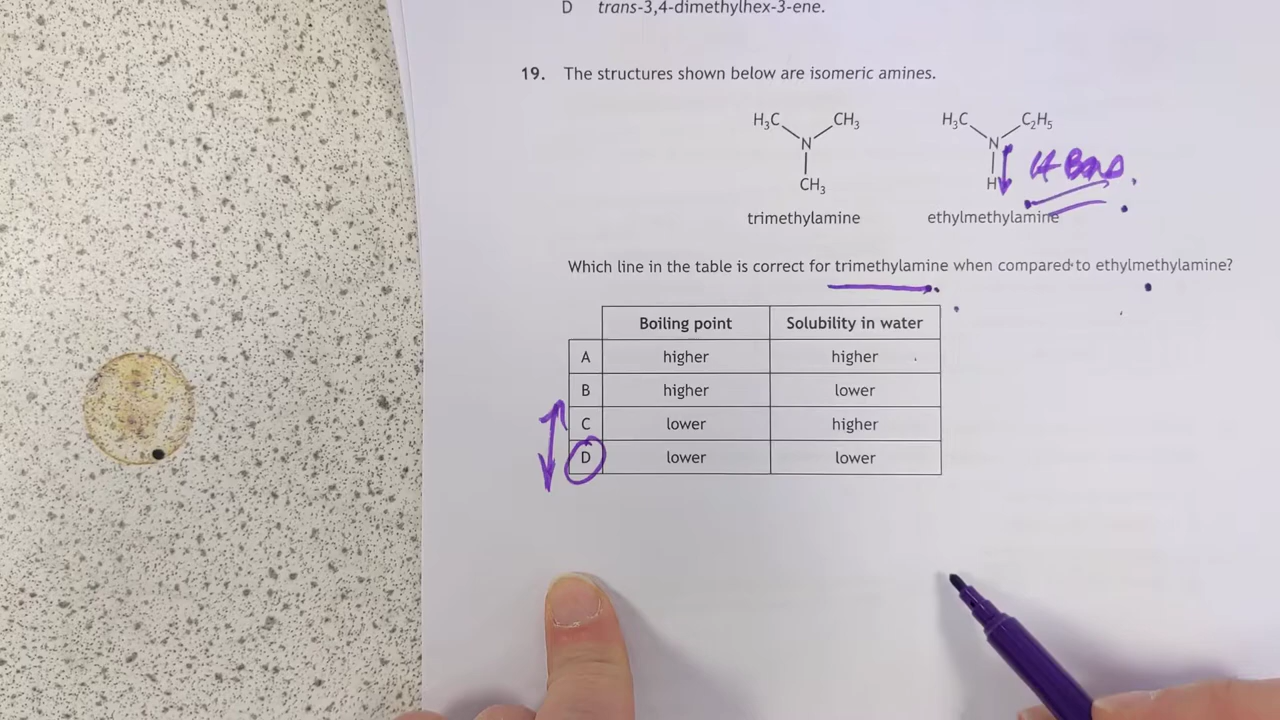 D trans-3,4-dimethylhex-3-ene.
19. The structures shown below are isomeric amines.
H₃C CH₃ H₃C C₂H₅
N N
CH₃ H H-Bond
trimethylamine ethylmethylamine
Which line in the table is correct for trimethylamine when compared to ethylmethylamine?
Boiling point Solubility in water
A higher higher
B higher lower
C lower higher
D lower lower